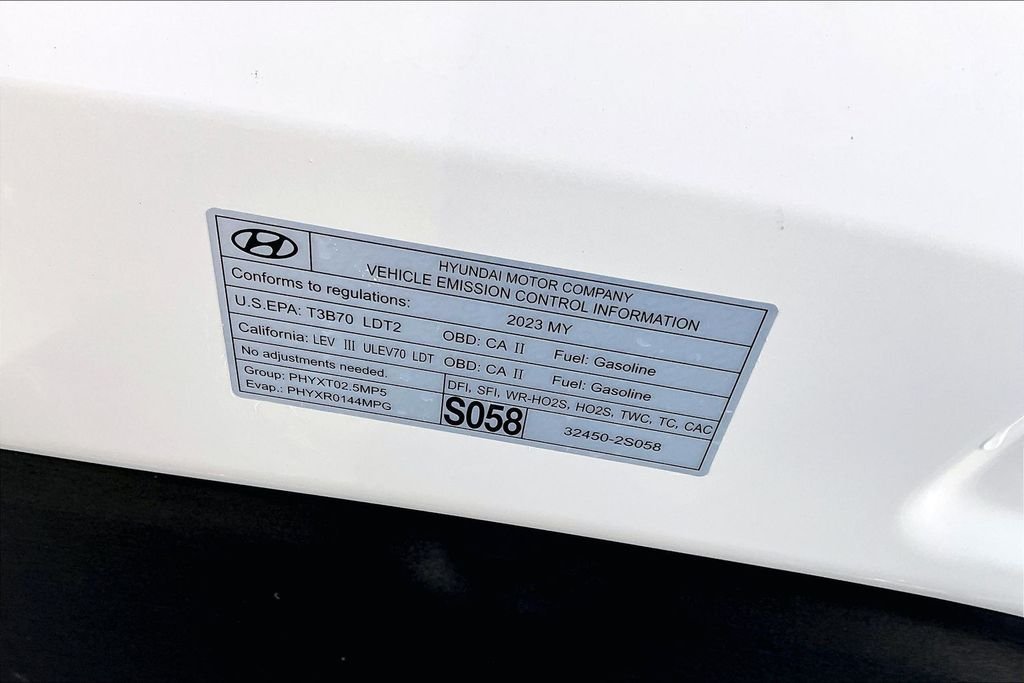 HYUNDAI MOTOR COMPANY
VEHICLE EMISSION CONTROL INFORMATION
Conforms to regulations: 2023 MY
U.S.EPA: T3B70 LDT2 OBD: CA II Fuel: Gasoline
California: LEV III ULEV70 LDT OBD: CA II Fuel: Gasoline
No adjustments needed.
DFI, SFI, WR-HO2S, HO2S, TWC, TC, CAC
Group: PHYXT02.5MP5
Evap.: PHYXR0144MPG
S058
32450-2S058